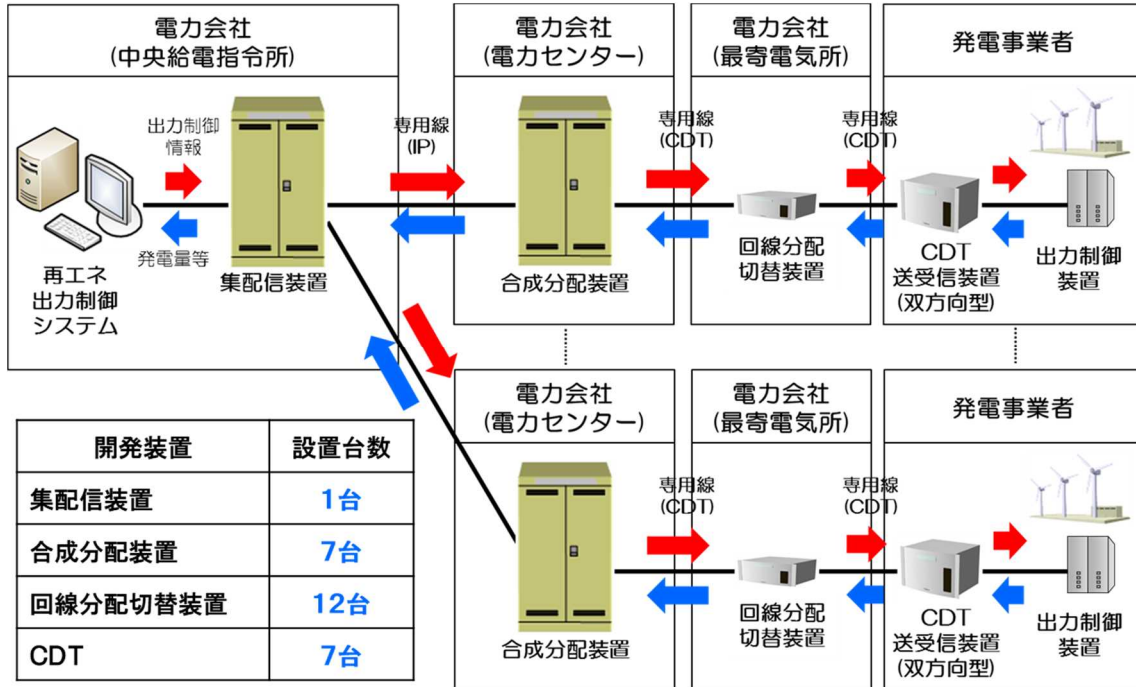 電力会社
(中央給電指令所)
出力制御
情報
発電量等
再エネ
出力制御
システム
集配信装置
専用線
(IP)
電力会社
(電力センター)
合成分配装置
専用線
(CDT)
電力会社
(最寄電気所)
回線分配
切替装置
専用線
(CDT)
発電事業者
CDT
送受信装置
(双方向型)
出力制御
装置
電力会社
(電力センター)
合成分配装置
専用線
(CDT)
電力会社
(最寄電気所)
回線分配
切替装置
専用線
(CDT)
発電事業者
CDT
送受信装置
(双方向型)
出力制御
装置
開発装置 設置台数
集配信装置 1台
合成分配装置 7台
回線分配切替装置 12台
CDT 7台